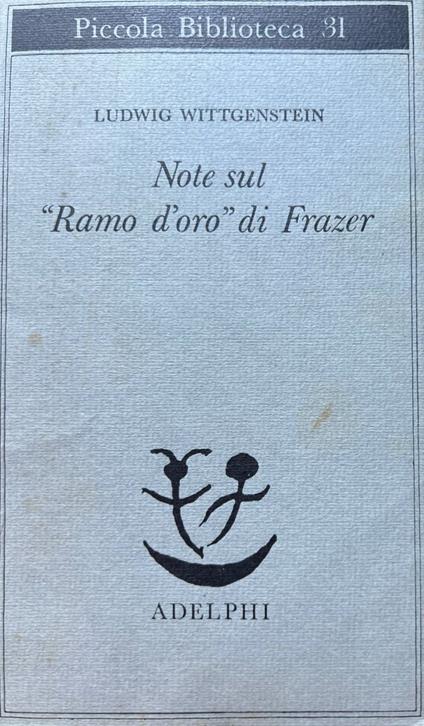 Piccola Biblioteca 31
LUDWIG WITTGENSTEIN
Note sul
“Ramo d’oro” di Frazer
ADELPHI